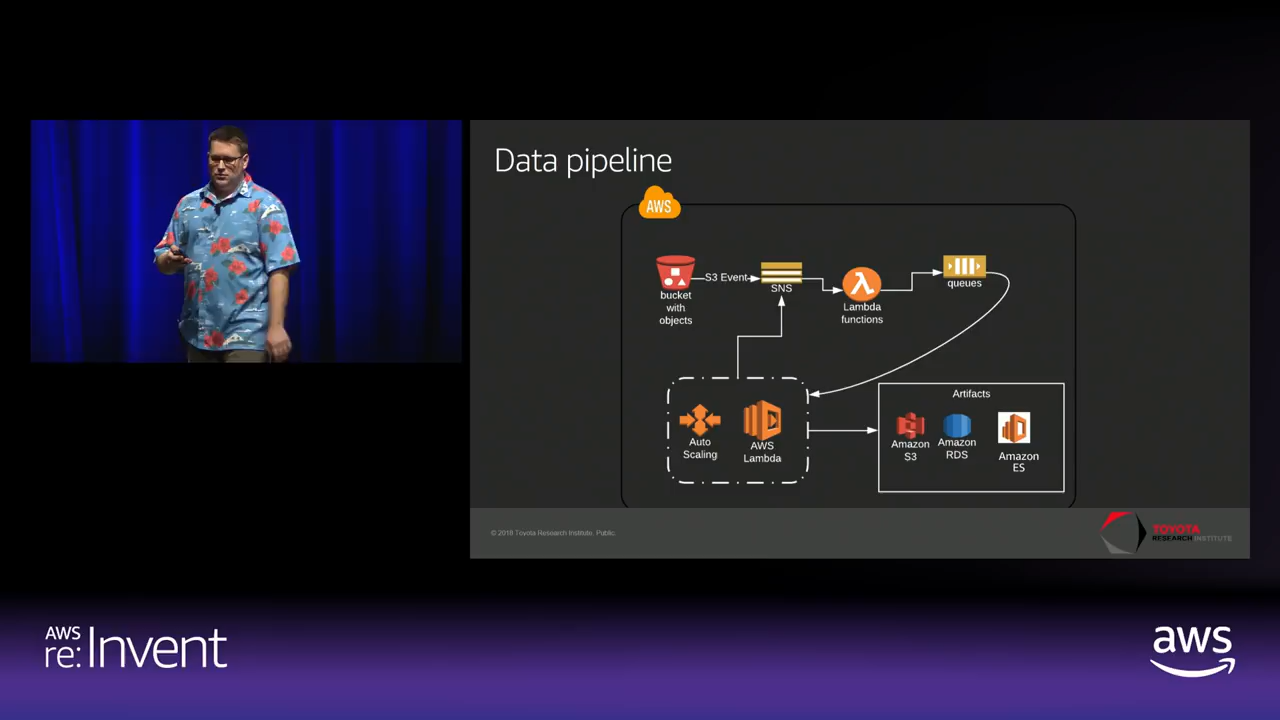 Data pipeline
AWS
S3 Event
SNS
bucket
with
objects
Lambda
functions
queues
Auto
Scaling
AWS
Lambda
Artifacts
Amazon
S3
Amazon
RDS
Amazon
ES
© 2018 Toyota Research Institute. Public.
TOYOTA
RESEARCH INSTITUTE
AWS
re:Invent
aws